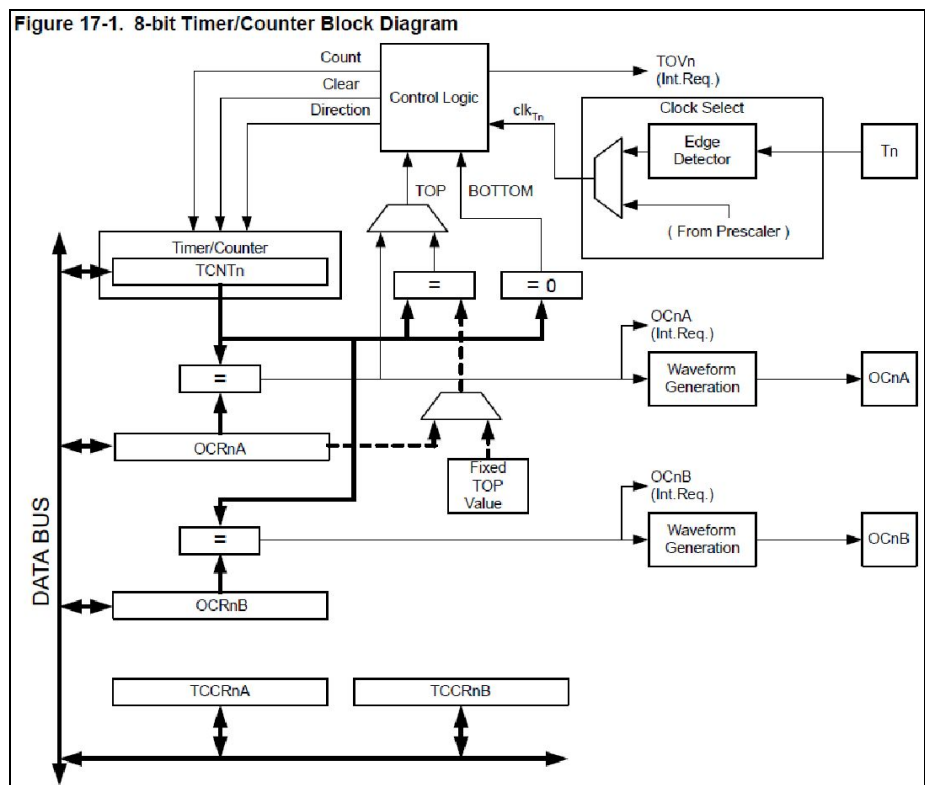 Figure 17-1. 8-bit Timer/Counter Block Diagram
Count
Clear
Direction
Control Logic
TOVn
(Int.Req.)
clkTn
Clock Select
Edge
Detector
Tn
( From Prescaler )
TOP
BOTTOM
Timer/Counter
TCNTn
=
= 0
OCnA
(Int.Req.)
=
Waveform
Generation
OCnA
OCRnA
Fixed
TOP
Value
OCnB
(Int.Req.)
=
Waveform
Generation
OCnB
OCRnB
DATA BUS
TCCRnA
TCCRnB